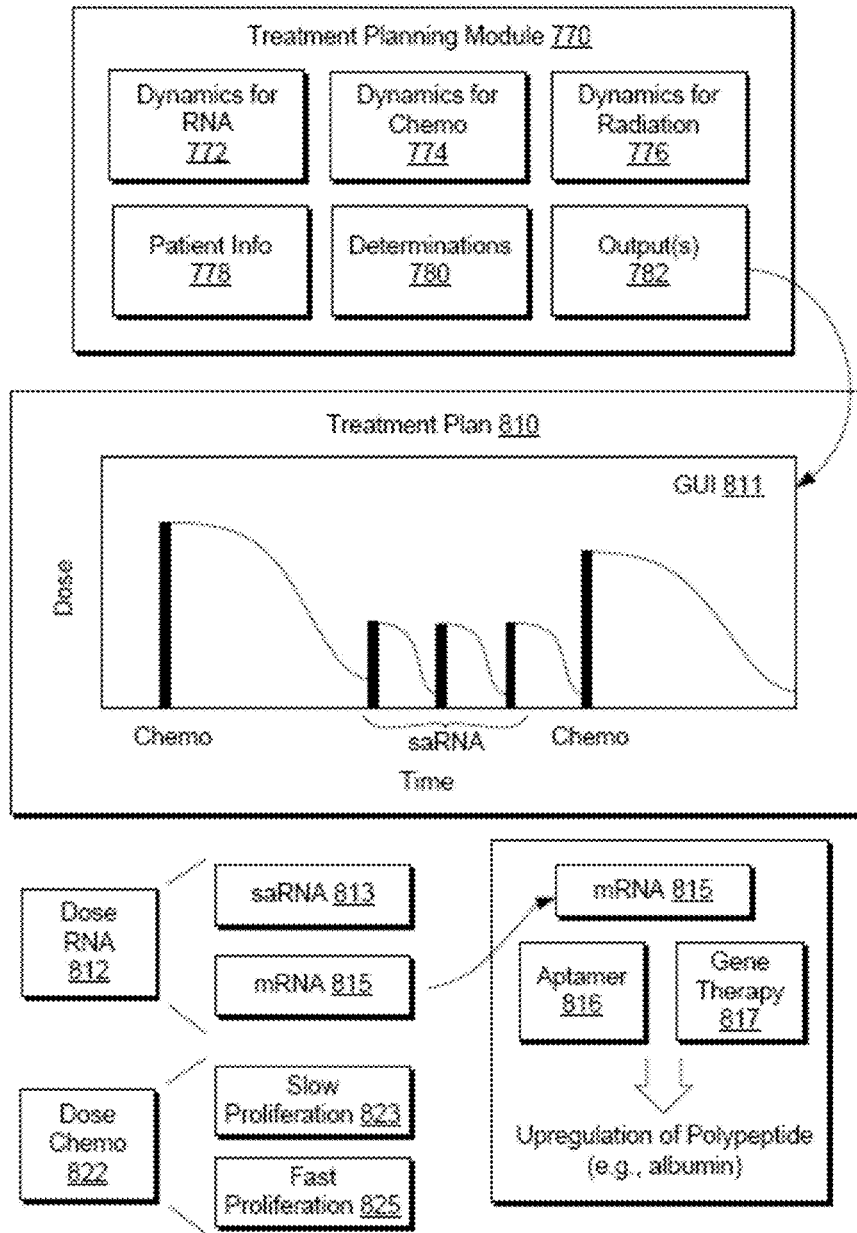 Treatment Planning Module 770
Dynamics for
RNA
772
Dynamics for
Chemo
774
Dynamics for
Radiation
776
Patient Info
778
Determinations
780
Output(s)
782
Treatment Plan 810
GUI 811
Dose
Chemo
saRNA
Chemo
Time
Dose
RNA
812
saRNA 813
mRNA 815
Dose
Chemo
822
Slow
Proliferation 823
Fast
Proliferation 825
mRNA 815
Aptamer
816
Gene
Therapy
817
Upregulation of Polypeptide
(e.g., albumin)